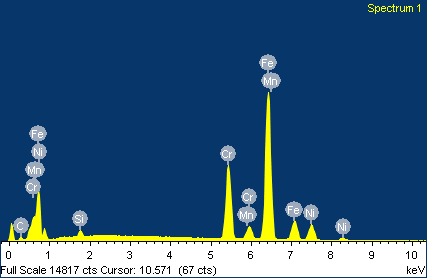 Spectrum 1
Fe
Fe Mn
Ni
Mn Cr Cr
Cr
C Si Mn Fe Ni Ni
0 1 2 3 4 5 6 7 8 9 10
Full Scale 14817 cts Cursor: 10.571 (67 cts) keV